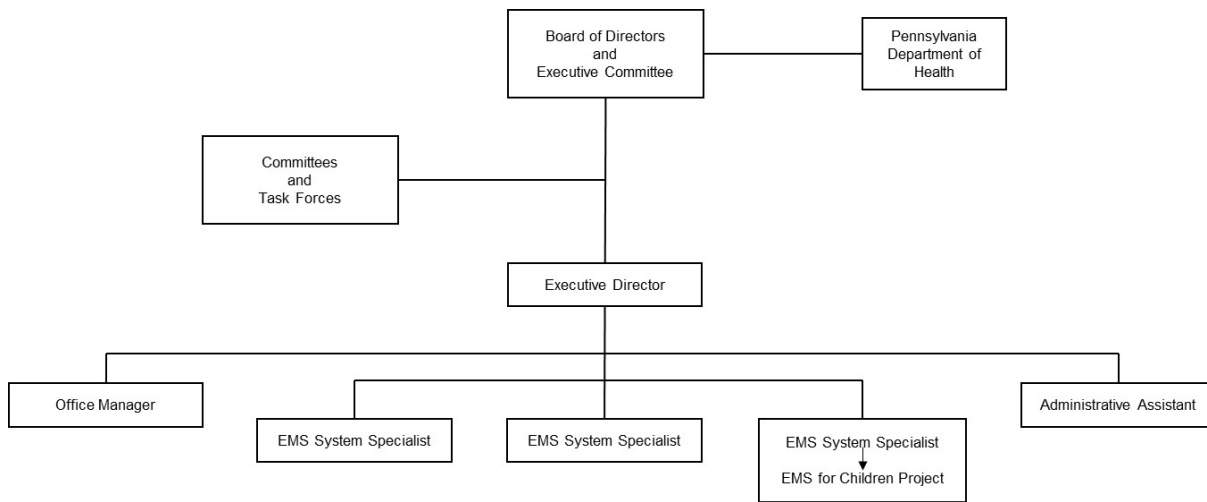 Board of Directors
and
Executive Committee
Pennsylvania
Department of
Health
Committees
and
Task Forces
Executive Director
Office Manager
EMS System Specialist
EMS System Specialist
EMS System Specialist
EMS for Children Project
Administrative Assistant